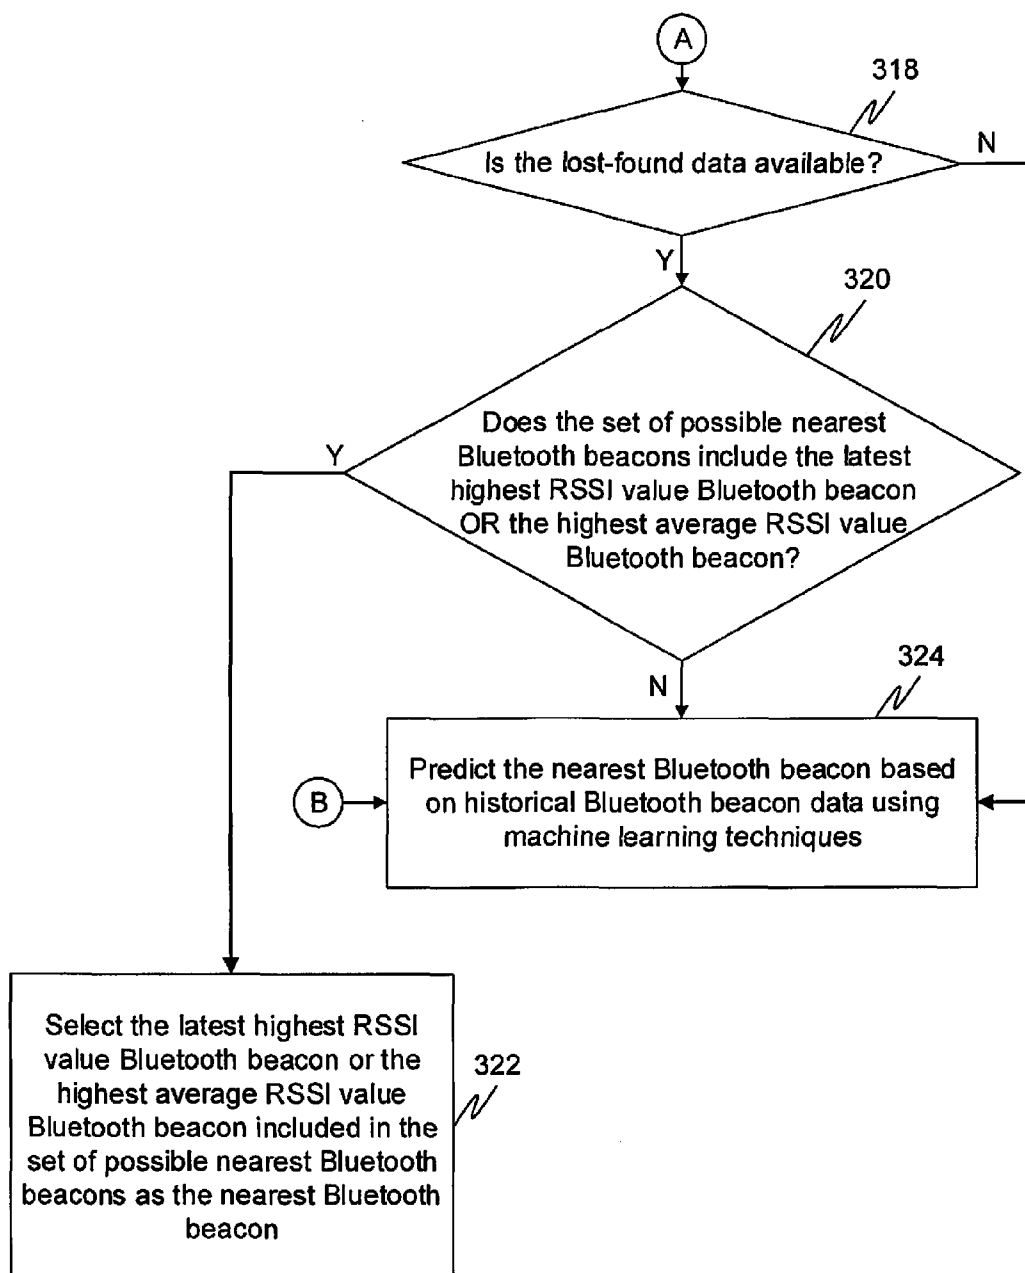 A
318
Is the lost-found data available?
N
Y
320
Does the set of possible nearest
Bluetooth beacons include the latest
highest RSSI value Bluetooth beacon
OR the highest average RSSI value
Bluetooth beacon?
Y
N
324
Predict the nearest Bluetooth beacon based
on historical Bluetooth beacon data using
machine learning techniques
B
Select the latest highest RSSI
value Bluetooth beacon or the
highest average RSSI value
Bluetooth beacon included in the
set of possible nearest Bluetooth
beacons as the nearest Bluetooth
beacon
322